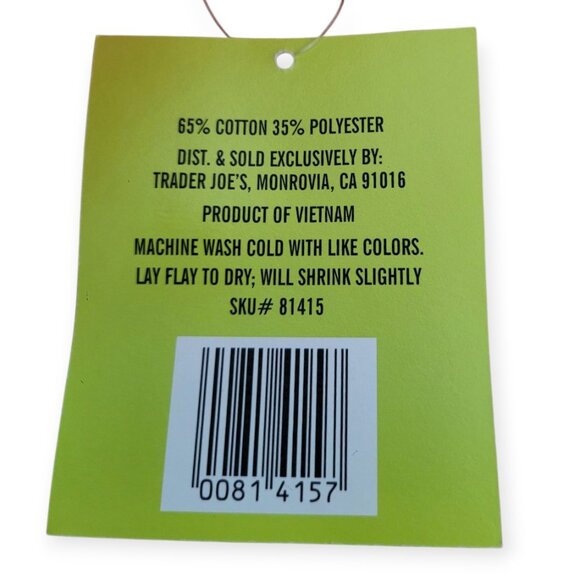 65% COTTON 35% POLYESTER
DIST. & SOLD EXCLUSIVELY BY:
TRADER JOE'S, MONROVIA, CA 91016
PRODUCT OF VIETNAM
MACHINE WASH COLD WITH LIKE COLORS.
LAY FLAY TO DRY; WILL SHRINK SLIGHTLY
SKU# 81415
0081 4157